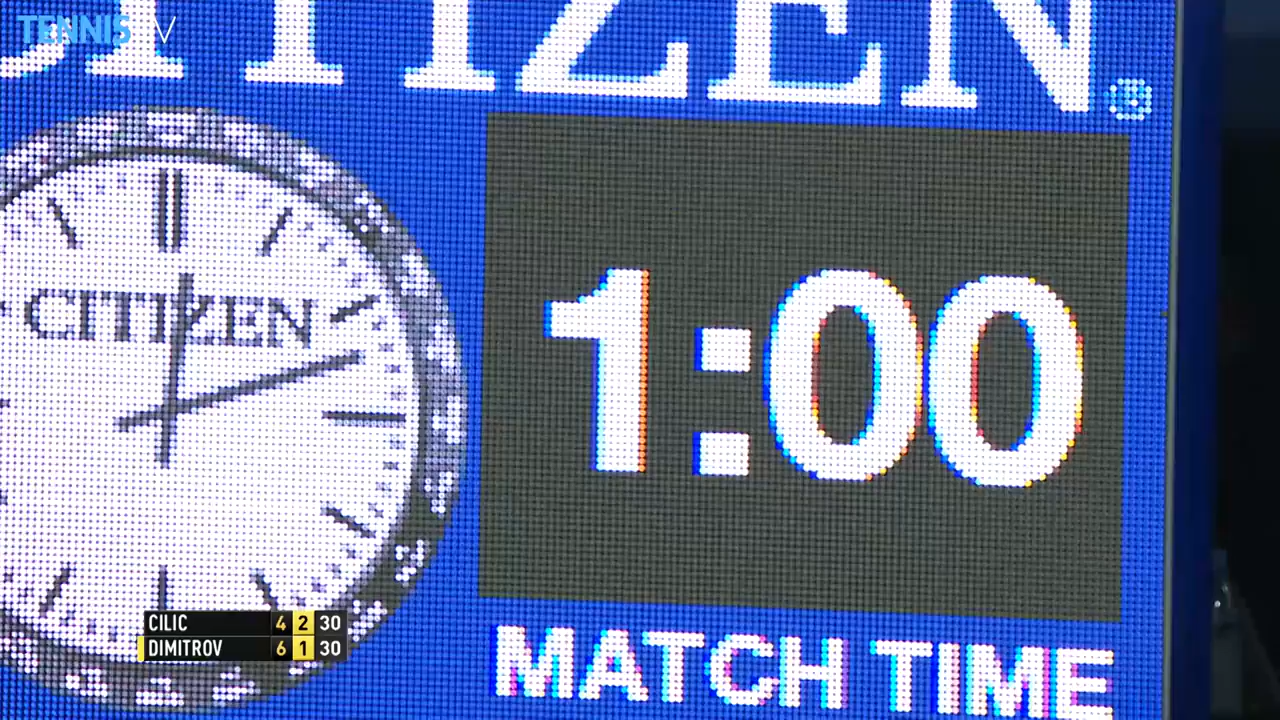 TENNIS TV
CITIZEN®
CITIZEN
1:00
MATCH TIME
CILIC 4 2 30
DIMITROV 6 1 30